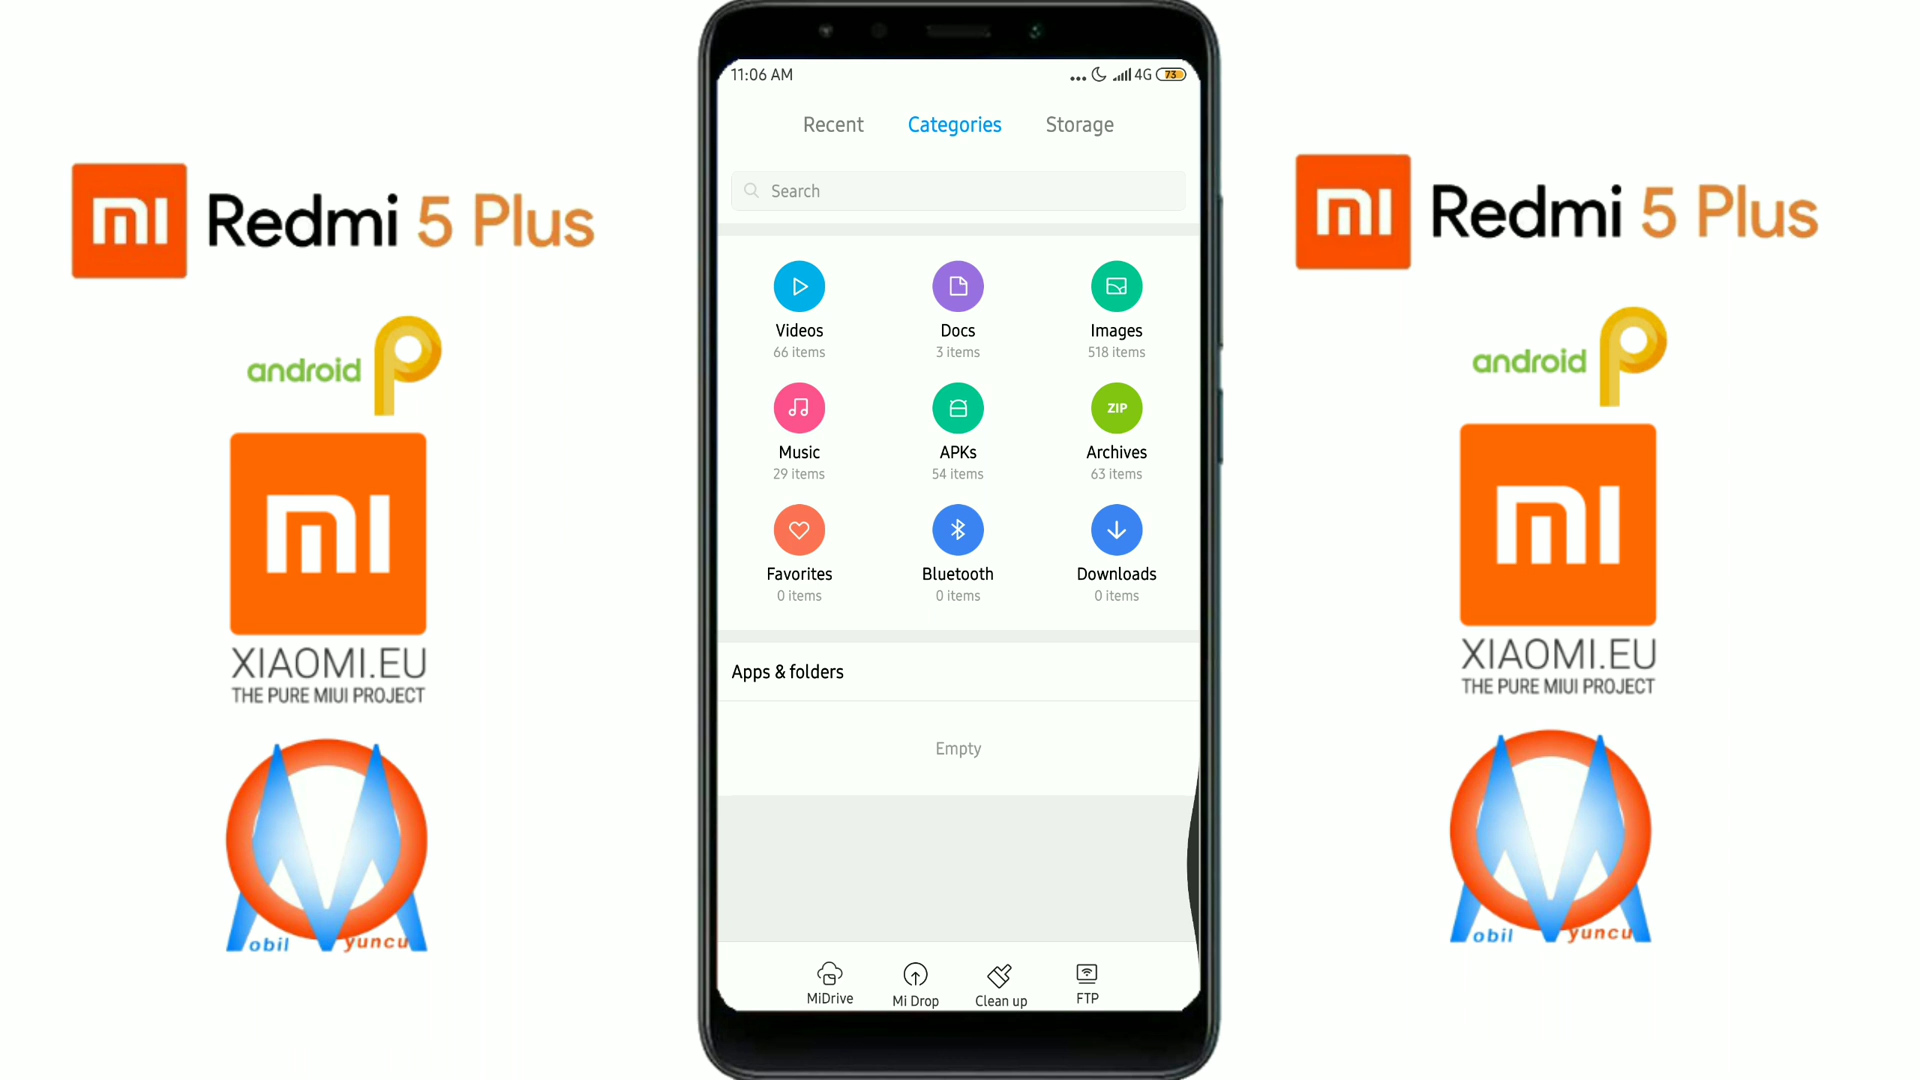 mi Redmi 5 Plus
android
mi
XIAOMI.EU
THE PURE MIUI PROJECT
obil yuncu
11:06 AM
4G 73
Recent Categories Storage
Search
Videos Docs Images
66 items 3 items 518 items
ZIP
Music APKs Archives
29 items 54 items 63 items
Favorites Bluetooth Downloads
0 items 0 items 0 items
Apps & folders
Empty
MiDrive Mi Drop Clean up FTP
mi Redmi 5 Plus
android
mi
XIAOMI.EU
THE PURE MIUI PROJECT
obil yuncu